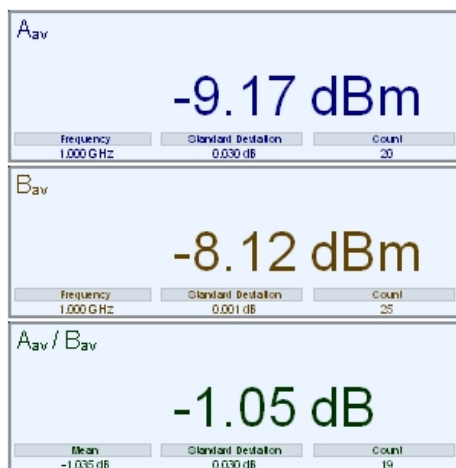 Aav
-9.17 dBm
Frequency Standard Deviation Count
1.000 GHz 0.030 dB 20
Bav
-8.12 dBm
Frequency Standard Deviation Count
1.000 GHz 0.001 dB 25
Aav / Bav
-1.05 dB
Mean Standard Deviation Count
-1.035 dB 0.030 dB 19